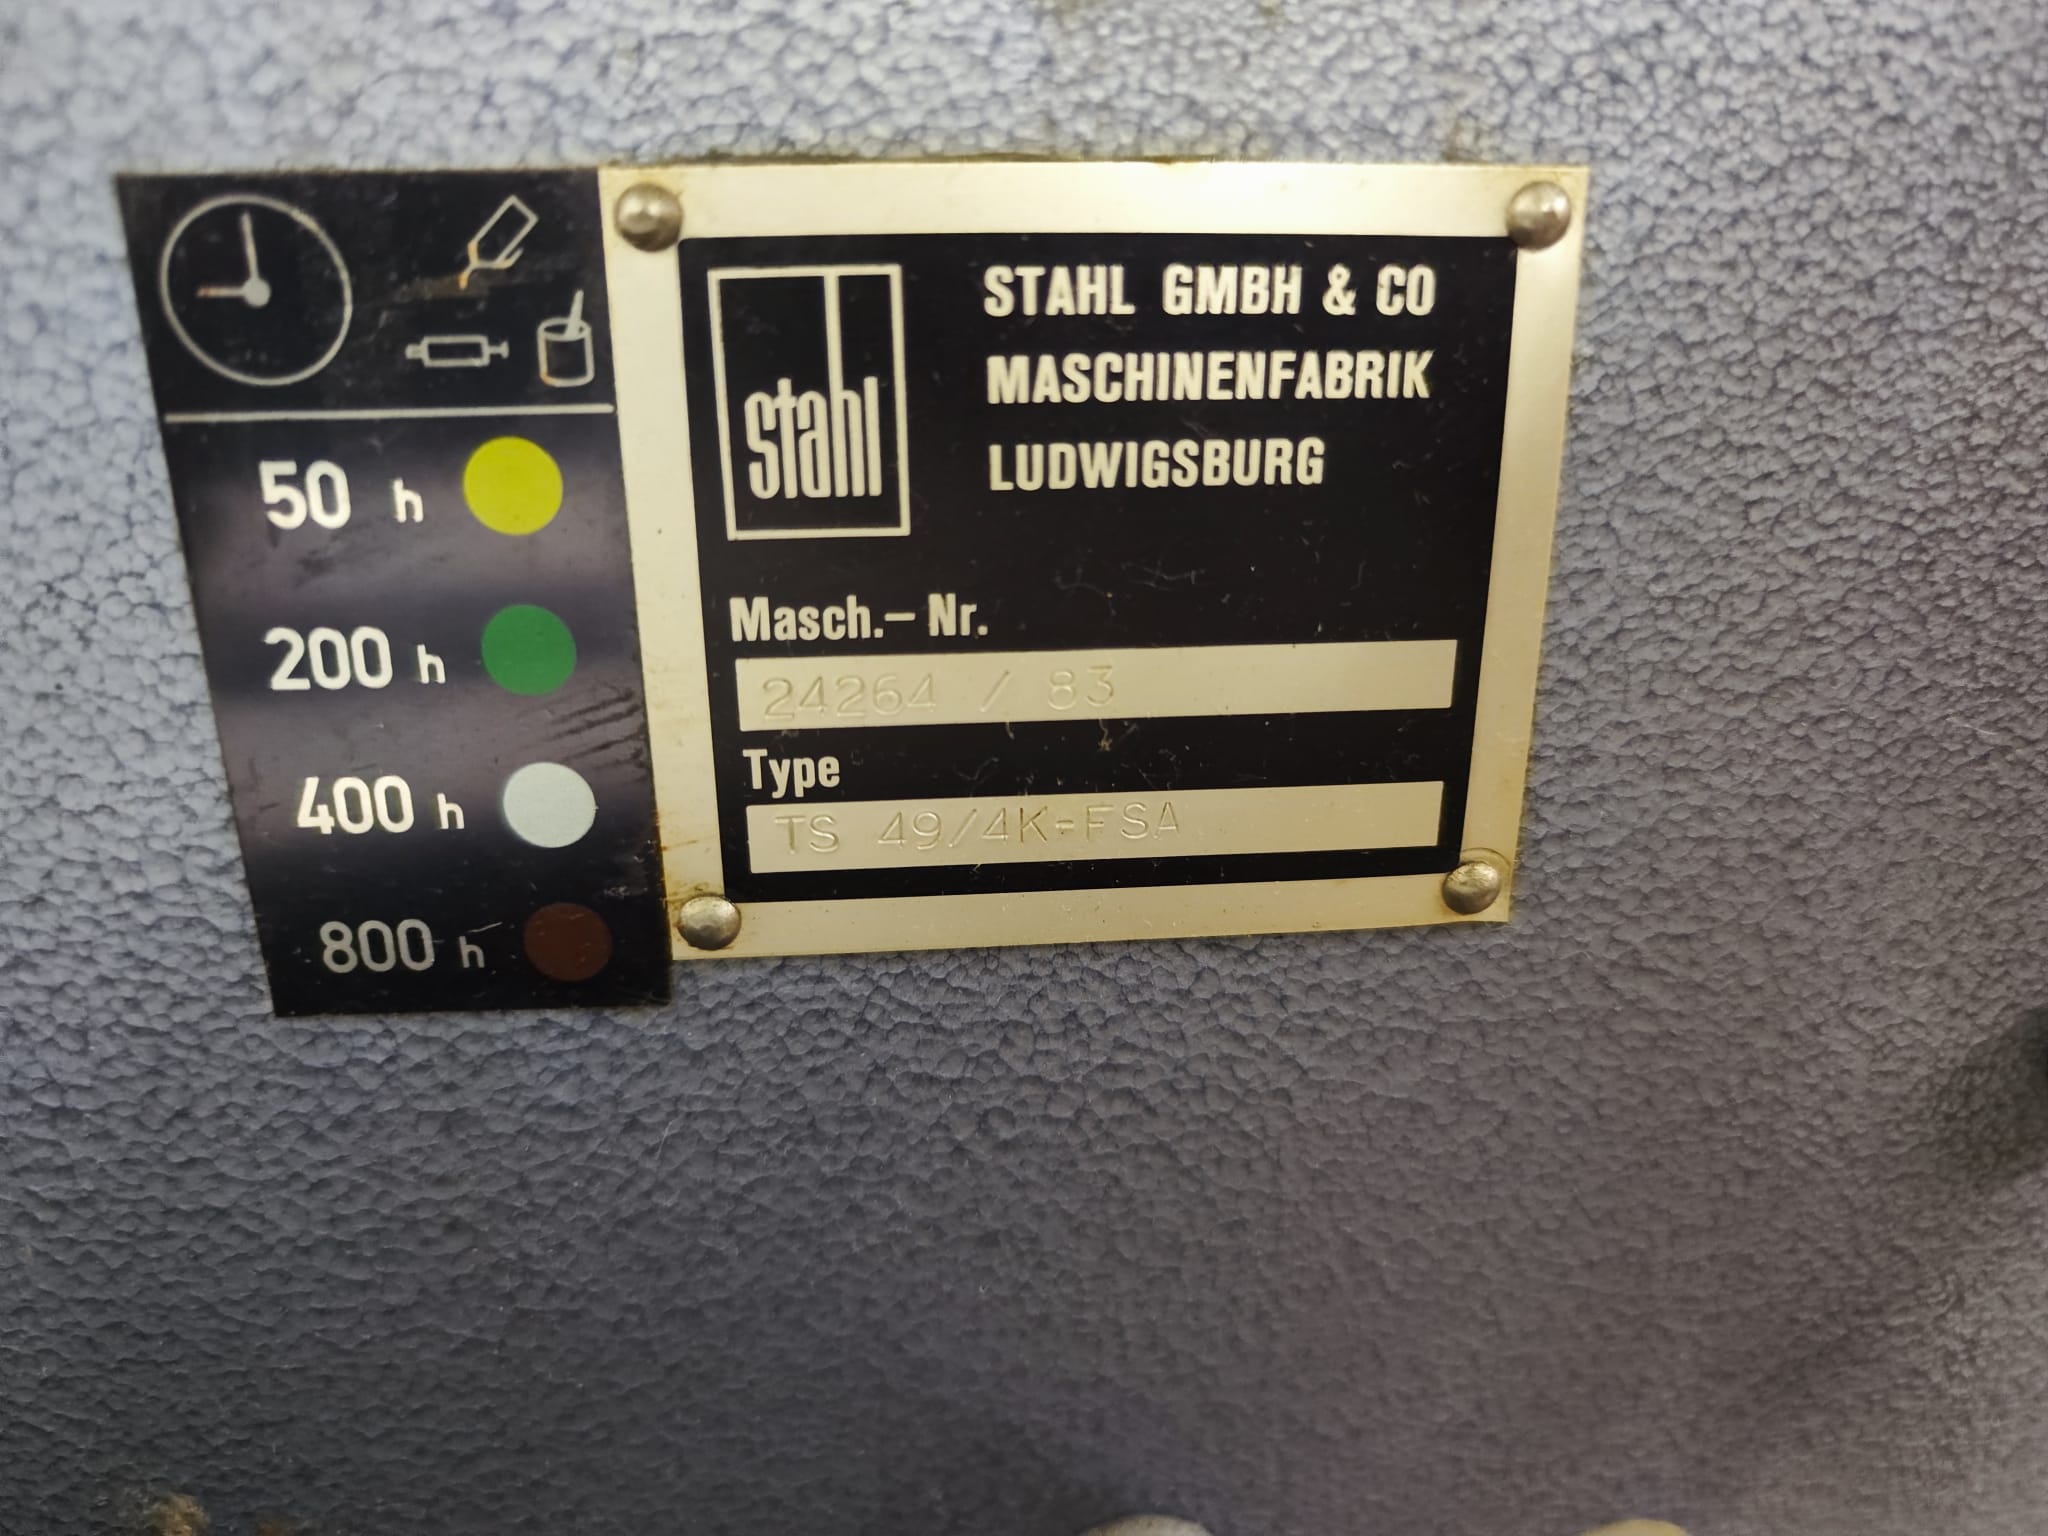 50 h
200 h
400 h
800 h
stahl
STAHL GMBH & CO
MASCHINENFABRIK
LUDWIGSBURG
Masch.- Nr.
24264 / 83
Type
TS 49/4K-FSA